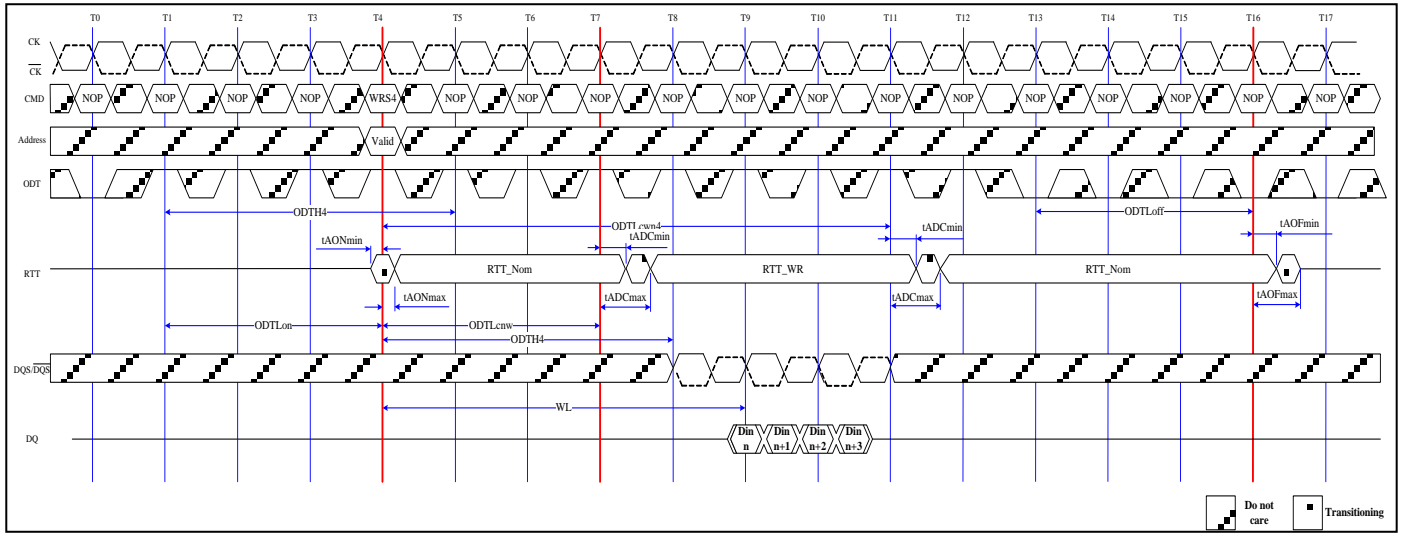 T0 T1 T2 T3 T4 T5 T6 T7 T8 T9 T10 T11 T12 T13 T14 T15 T16 T17
CK
CK
CMD NOP NOP NOP NOP WRS4 NOP NOP NOP NOP NOP NOP NOP NOP NOP NOP NOP NOP NOP
Address Valid
ODT
ODTH4 ODTLoff
ODTLcwn4
tAONmin tADCmin tADCmin tAOFmin
RTT RTT_Nom RTT_WR RTT_Nom
tAONmax tADCmax tADCmax tAOFmax
ODTLon ODTLcnw
ODTH4
DQS/DQS
WL
DQ Din n Din n+1 Din n+2 Din n+3
Do not care Transitioning